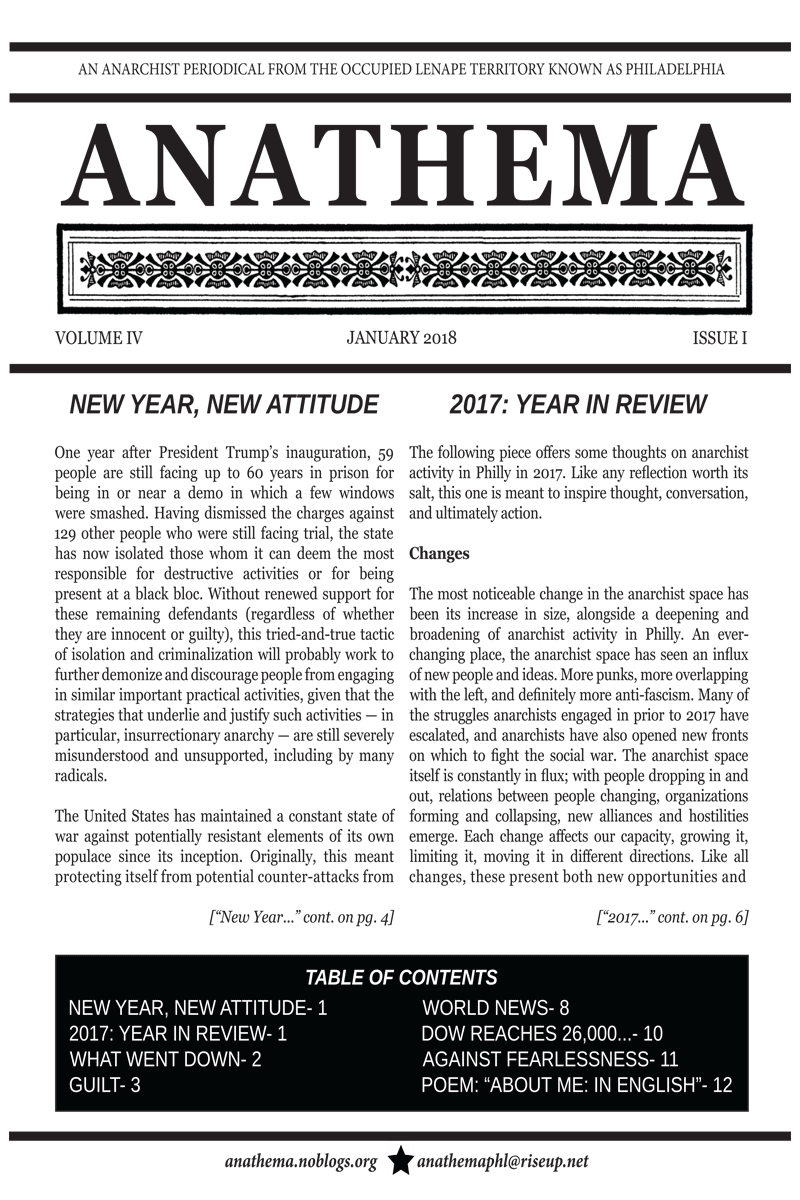 AN ANARCHIST PERIODICAL FROM THE OCCUPIED LENAPE TERRITORY KNOWN AS PHILADELPHIA
ANATHEMA
VOLUME IV
JANUARY 2018
ISSUE I
NEW YEAR, NEW ATTITUDE
One year after President Trump's inauguration, 59
people are still facing up to 60 years in prison for
being in or near a demo in which a few windows
were smashed. Having dismissed the charges against
129 other people who were still facing trial, the state
has now isolated those whom it can deem the most
responsible for destructive activities or for being
present at a black bloc. Without renewed support for
these remaining defendants (regardless of whether
they are innocent or guilty), this tried-and-true tactic
of isolation and criminalization will probably work to
further demonize and discourage people from engaging
in similar important practical activities, given that the
strategies that underlie and justify such activities — in
particular, insurrectionary anarchy — are still severely
misunderstood and unsupported, including by many
radicals.
The United States has maintained a constant state of
war against potentially resistant elements of its own
populace since its inception. Originally, this meant
protecting itself from potential counter-attacks from
["New Year..." cont. on pg. 4]
2017: YEAR IN REVIEW
The following piece offers some thoughts on anarchist
activity in Philly in 2017. Like any reflection worth its
salt, this one is meant to inspire thought, conversation,
and ultimately action.
Changes
The most noticeable change in the anarchist space has
been its increase in size, alongside a deepening and
broadening of anarchist activity in Philly. An ever-
changing place, the anarchist space has seen an influx
of new people and ideas. More punks, more overlapping
with the left, and definitely more anti-fascism. Many of
the struggles anarchists engaged in prior to 2017 have
escalated, and anarchists have also opened new fronts
on which to fight the social war. The anarchist space
itself is constantly in flux; with people dropping in and
out, relations between people changing, organizations
forming and collapsing, new alliances and hostilities
emerge. Each change affects our capacity, growing it,
limiting it, moving it in different directions. Like all
changes, these present both new opportunities and
["2017..." cont. on pg. 6]
TABLE OF CONTENTS
NEW YEAR, NEW ATTITUDE- 1
2017: YEAR IN REVIEW- 1
WHAT WENT DOWN- 2
GUILT- 3
WORLD NEWS- 8
DOW REACHES 26,000...- 10
AGAINST FEARLESSNESS- 11
POEM: "ABOUT ME: IN ENGLISH"- 12
anathema.noblogs.org
anathemaphl@riseup.net